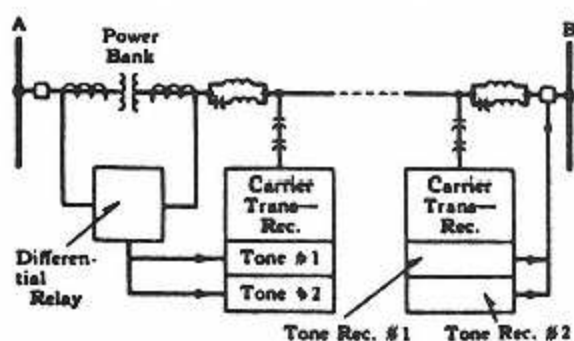 A
Power
Bank
B
Carrier
Trans—
Rec.
Tone #1
Tone #2
Differen-
tial
Relay
Carrier
Trans—
Rec.
Tone Rec. #1
Tone Rec. #2